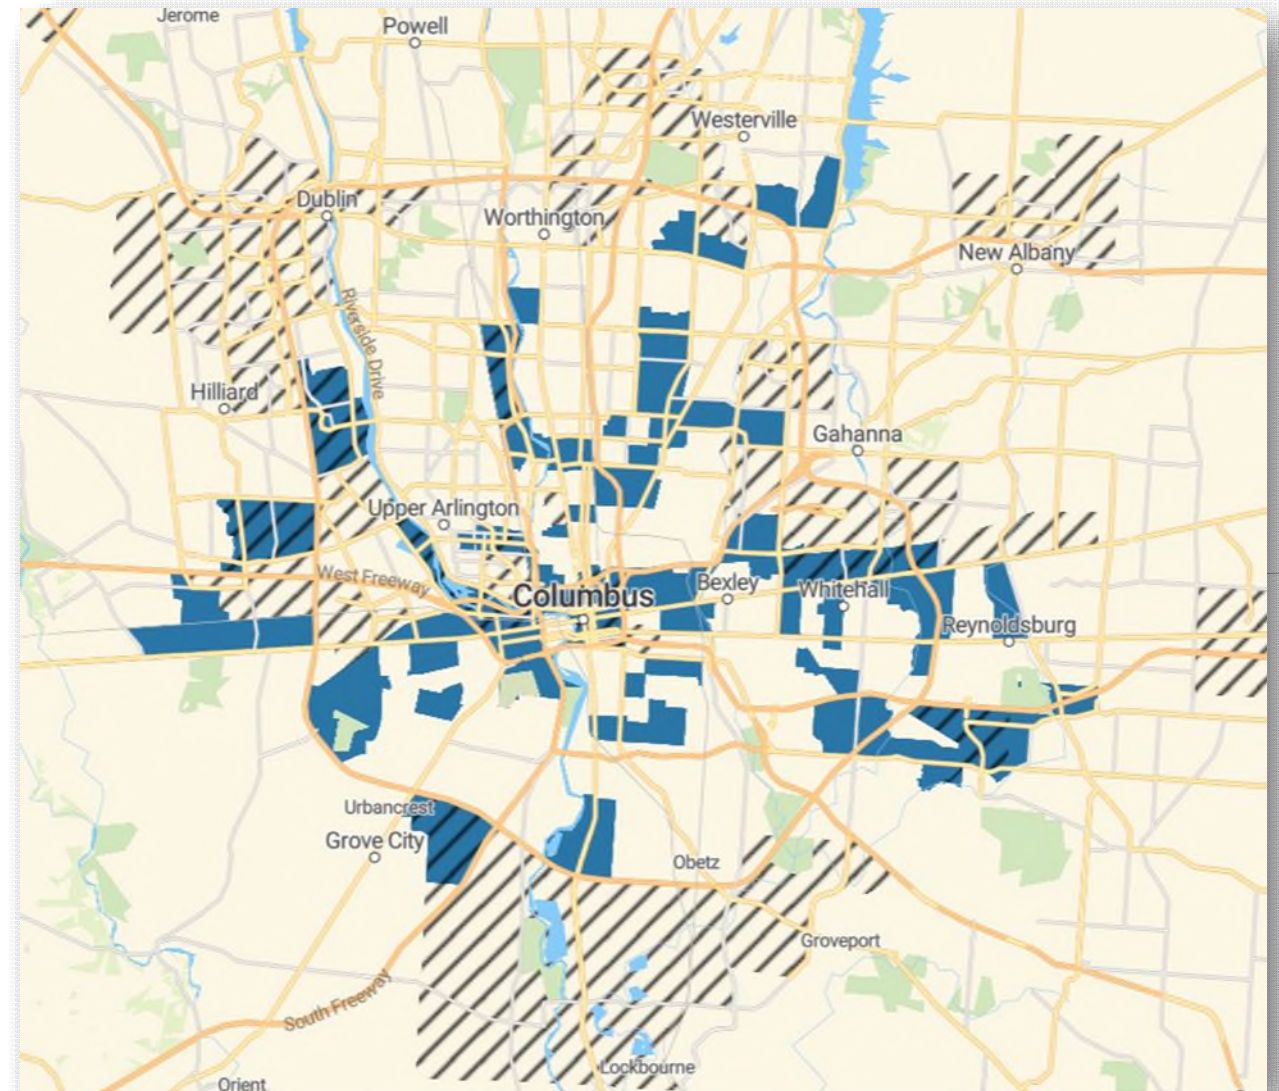 Jerome
Powell
Westerville
Dublin
Worthington
New Albany
Riverside Drive
Hilliard
Gahanna
Upper Arlington
West Freeway
Columbus
Bexley
Whitehall
Reynoldsburg
Urbancrest
Grove City
Obetz
Groveport
South Freeway
Lockbourne
Orient